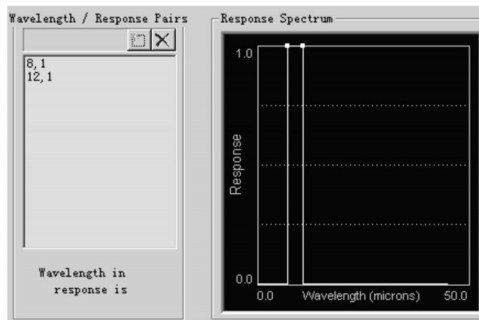 Wavelength / Response Pairs
8,1
12,1
Wavelength in
response is
Response Spectrum
1.0
Response
0.0
0.0
Wavelength (microns)
50.0